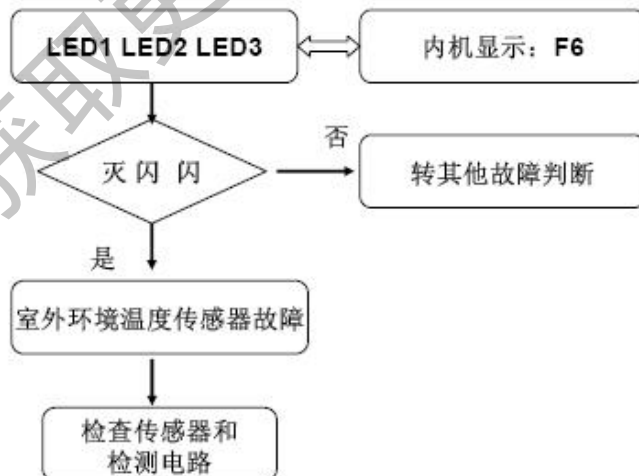 LED1 LED2 LED3
内机显示：F6
灭 闪 闪
否
转其他故障判断
是
室外环境温度传感器故障
检查传感器和
检测电路